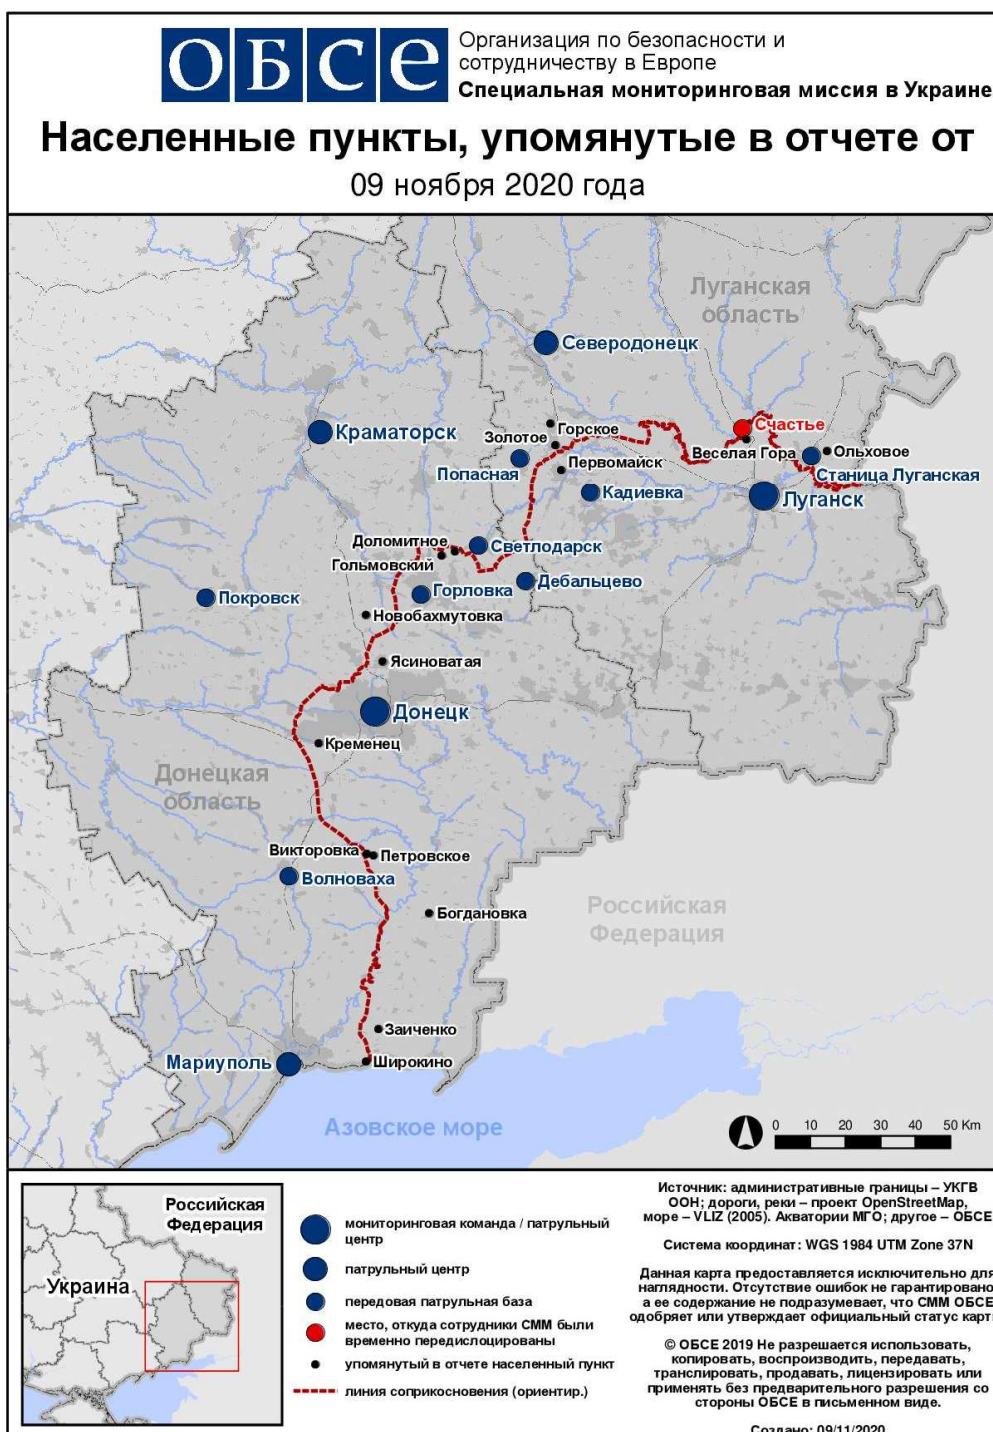 ОБСЕ
Организация по безопасности и
сотрудничеству в Европе
Специальная мониторинговая миссия в Украине
Населенные пункты, упомянутые в отчете от
09 ноября 2020 года
Луганская
область
Северодонецк
Краматорск
Горское
Золотое
Счастье
Веселая Гора
Ольховое
Попасная
Первомайск
Станица Луганская
Кадиевка
Луганск
Доломитное
Светлодарск
Гольмовский
Дебальцево
Горловка
Покровск
Новобахмутовка
Ясиноватая
Донецк
Кременец
Донецкая
область
Викторовка
Петровское
Волноваха
Богдановка
Российская
Федерация
Заиченко
Мариуполь
Широкино
Азовское море
0 10 20 30 40 50 Km
Российская
Федерация
Украина
мониторинговая команда / патрульный
центр
патрульный центр
передовая патрульная база
место, откуда сотрудники СММ были
временно передислоцированы
упомянутый в отчете населенный пункт
линия соприкосновения (ориентир.)
Источник: административные границы – УКГВ
ООН; дороги, реки – проект OpenStreetMap,
море – VLIZ (2005). Акватории МГО; другое – ОБСЕ
Система координат: WGS 1984 UTM Zone 37N
Данная карта предоставляется исключительно для
наглядности. Отсутствие ошибок не гарантировано,
а ее содержание не подразумевает, что СММ ОБСЕ
одобряет или утверждает официальный статус карт
© ОБСЕ 2019 Не разрешается использовать,
копировать, воспроизводить, передавать,
транслировать, продавать, лицензировать или
применять без предварительного разрешения со
стороны ОБСЕ в письменном виде.
Создано: 09/11/2020